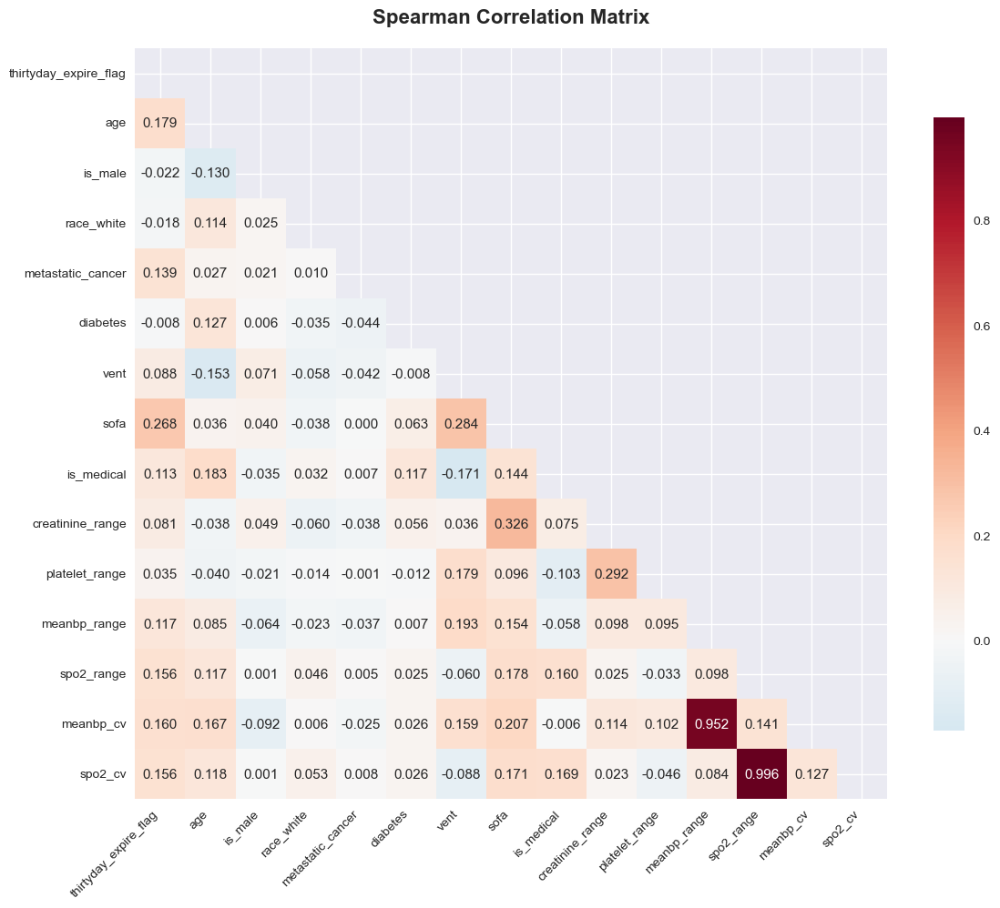 Spearman Correlation Matrix
thirtyday_expire_flag
age 0.179
is_male -0.022 -0.130
race_white -0.018 0.114 0.025
metastatic_cancer 0.139 0.027 0.021 0.010
diabetes -0.008 0.127 0.006 -0.035 -0.044
vent 0.088 -0.153 0.071 -0.058 -0.042 -0.008
sofa 0.268 0.036 0.040 -0.038 0.000 0.063 0.284
is_medical 0.113 0.183 -0.035 0.032 0.007 0.117 -0.171 0.144
creatinine_range 0.081 -0.038 0.049 -0.060 -0.038 0.056 0.036 0.326 0.075
platelet_range 0.035 -0.040 -0.021 -0.014 -0.001 -0.012 0.179 0.096 -0.103 0.292
meanbp_range 0.117 0.085 -0.064 -0.023 -0.037 0.007 0.193 0.154 -0.058 0.098 0.095
spo2_range 0.156 0.117 0.001 0.046 0.005 0.025 -0.060 0.178 0.160 0.025 -0.033 0.098
meanbp_cv 0.160 0.167 -0.092 0.006 -0.025 0.026 0.159 0.207 -0.006 0.114 0.102 0.952 0.141
spo2_cv 0.156 0.118 0.001 0.053 0.008 0.026 -0.088 0.171 0.169 0.023 -0.046 0.084 0.996 0.127
thirtyday_expire_flag
age
is_male
race_white
metastatic_cancer
diabetes
vent
sofa
is_medical
creatinine_range
platelet_range
meanbp_range
spo2_range
meanbp_cv
spo2_cv
0.8
0.6
0.4
0.2
0.0